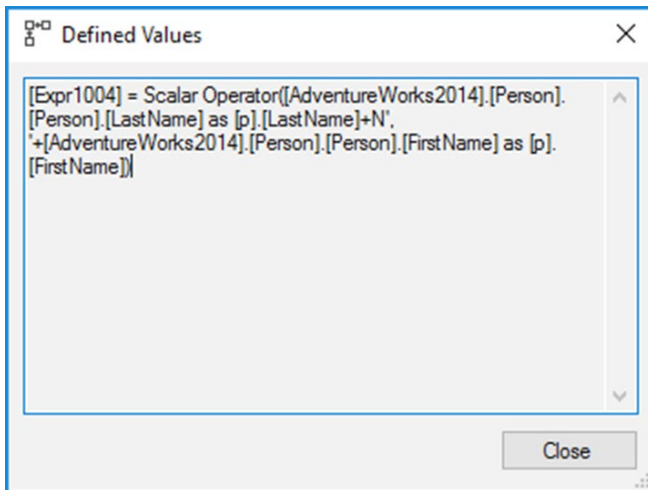 Defined Values
[Expr1004] = Scalar Operator([AdventureWorks2014].[Person].
[Person].[LastName] as [p].[LastName]+N',
'+[AdventureWorks2014].[Person].[Person].[FirstName] as [p].
[FirstName])
Close